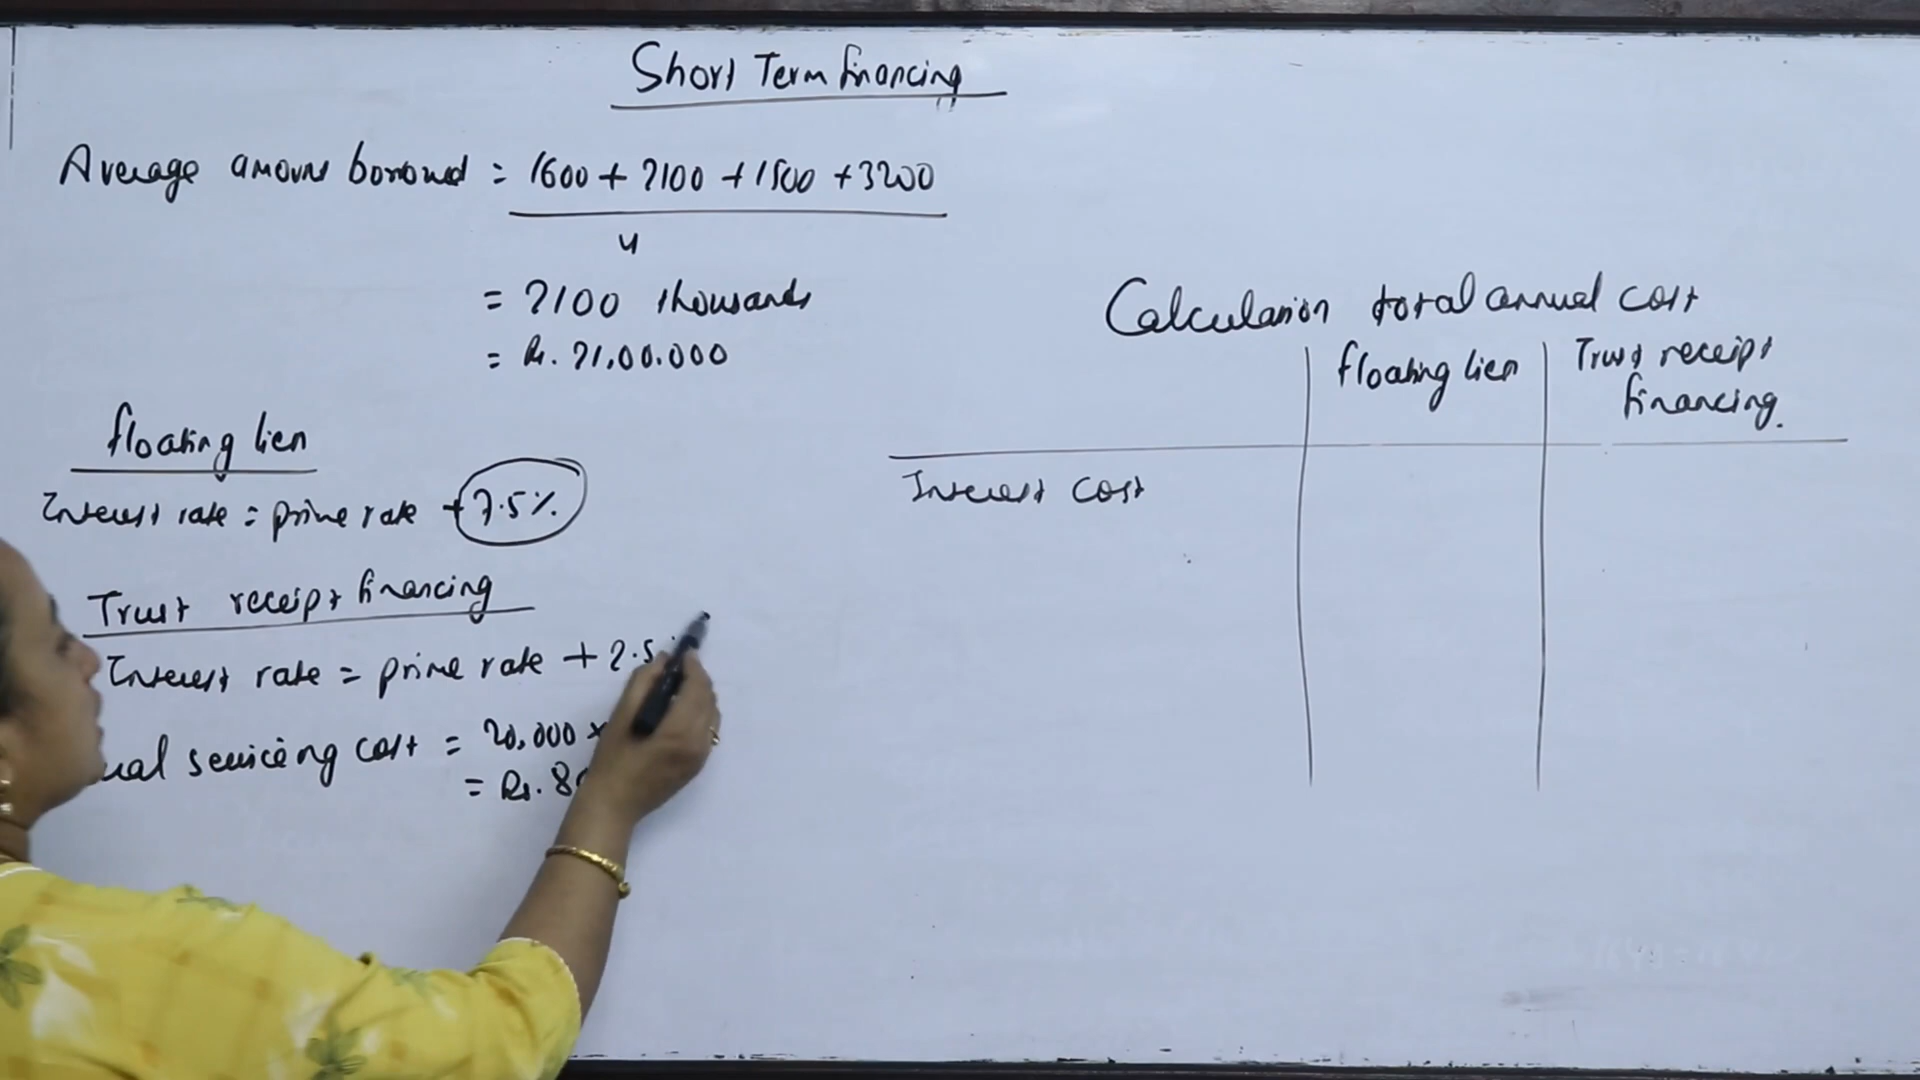 Short Term financing
Average amount borrowed = 1600 + 2100 + 1500 + 3200
4
= 2100 thousands
= Rs. 21,00,000
floating lien
Interest rate = prime rate + 7.5%
Trust receipt financing
Interest rate = prime rate + 2.5
ual servicing cost = 20,000 ×
= Rs. 80
Calculation total annual cost
floating lien
Trust receipt
financing.
Interest cost